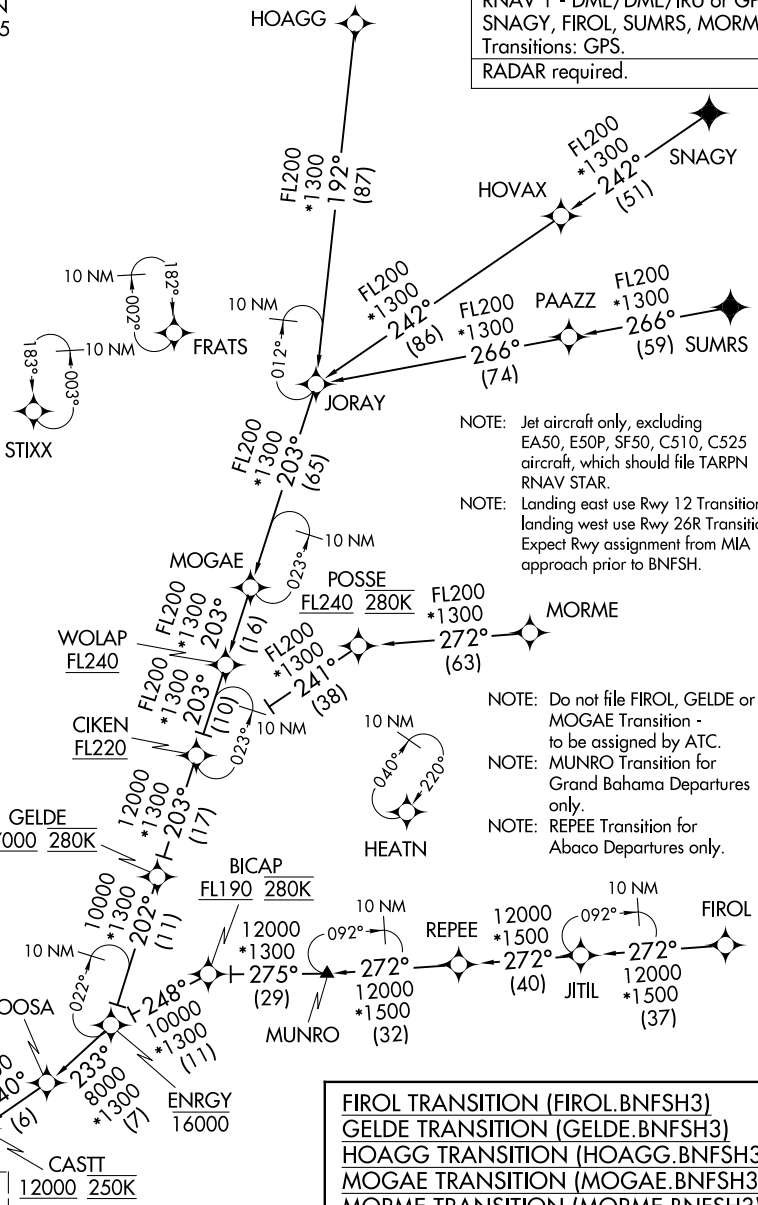 N
5
HOAGG
RNAV 1 - DME/DME/IRU or
SNAGY, FIROL, SUMRS,
Transitions: GPS.
RADAR required.
FL200
*1300
192°
(87)
SNAGY
FL200
*1300
242°
(51)
HOVAX
FL200
*1300
242°
(86)
PAAZZ
FL200
*1300
266°
(59)
SUMRS
FL200
*1300
266°
(74)
10 NM
182°
002°
FRATS
10 NM
183°
003°
STIXX
10 NM
012°
JORAY
NOTE: Jet aircraft only, excluding
EA50, E50P, SF50, C510, C525
aircraft, which should file TARPN
RNAV STAR.
NOTE: Landing east use Rwy 12
landing west use Rwy 26R
Expect Rwy assignment from MIA
approach prior to BNFSH.
FL200
*1300
203°
(65)
MOGAE
10 NM
023°
FL200
*1300
203°
(16)
POSSE
FL240 280K
FL200
*1300
272°
(63)
MORME
WOLAP
FL240
FL200
*1300
203°
(10)
FL200
*1300
241°
(38)
10 NM
023°
CIKEN
FL220
NOTE: Do not file FIROL, GELDE or
MOGAE Transition -
to be assigned by ATC.
NOTE: MUNRO Transition for
Grand Bahama Departures
only.
NOTE: REPEE Transition for
Abaco Departures only.
10 NM
040°
220°
HEATN
12000
*1300
203°
(17)
GELDE
280K
10000
*1300
202°
(11)
BICAP
FL190 280K
12000
*1300
275°
(29)
10 NM
092°
MUNRO
272°
12000
*1500
(32)
REPEE
12000
*1500
272°
(40)
10 NM
092°
JITIL
272°
12000
*1500
(37)
FIROL
10 NM
022°
248°
10000
*1300
(11)
ENRGY
16000
OOSA
233°
8000
*1300
(7)
40°
(6)
CASTT
12000 250K
FIROL TRANSITION (FIROL.BNFSH3)
GELDE TRANSITION (GELDE.BNFSH3)
HOAGG TRANSITION (HOAGG.BNFSH3
MOGAE TRANSITION (MOGAE.BNFSH3
MORME TRANSITION (MORME.BNFSH3)